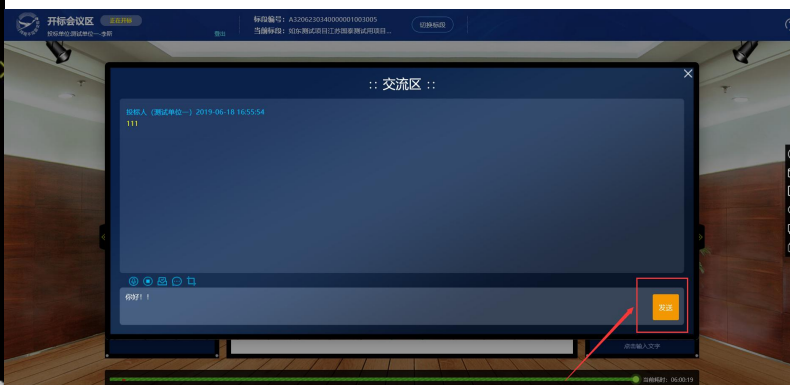 开标会议区 正在开标
投标单位:测试单位一-李昕 登出
标段编号：A3206230340000001003005
当前标段：如东测试项目江苏国泰测试用项目...
切换标段
:: 交流区 ::
投标人（测试单位一）2019-06-18 16:55:54
111
你好！！
发送
点击输入文字
当前耗时：06:00:19